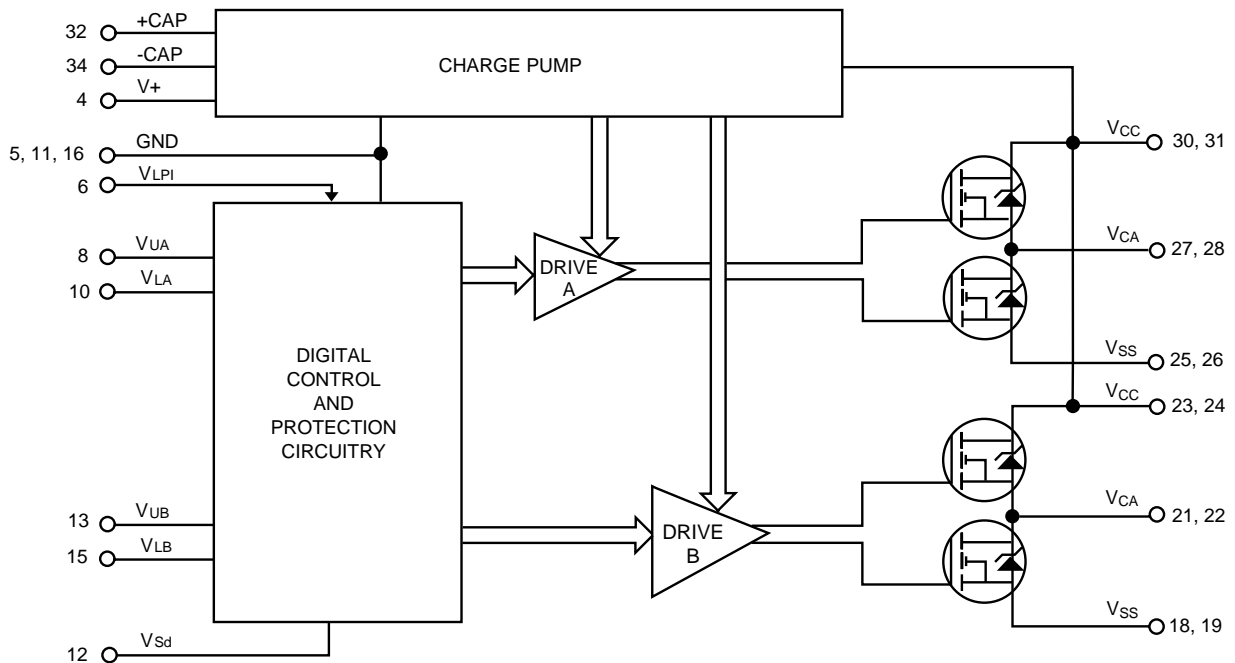 32 +CAP
34 -CAP
4 V+
CHARGE PUMP
5, 11, 16 GND
6 VLPI
8 VUA
10 VLA
DIGITAL
CONTROL
AND
PROTECTION
CIRCUITRY
13 VUB
15 VLB
12 VSd
DRIVE
A
DRIVE
B
VCC 30, 31
VCA 27, 28
VSS 25, 26
VCC 23, 24
VCA 21, 22
VSS 18, 19